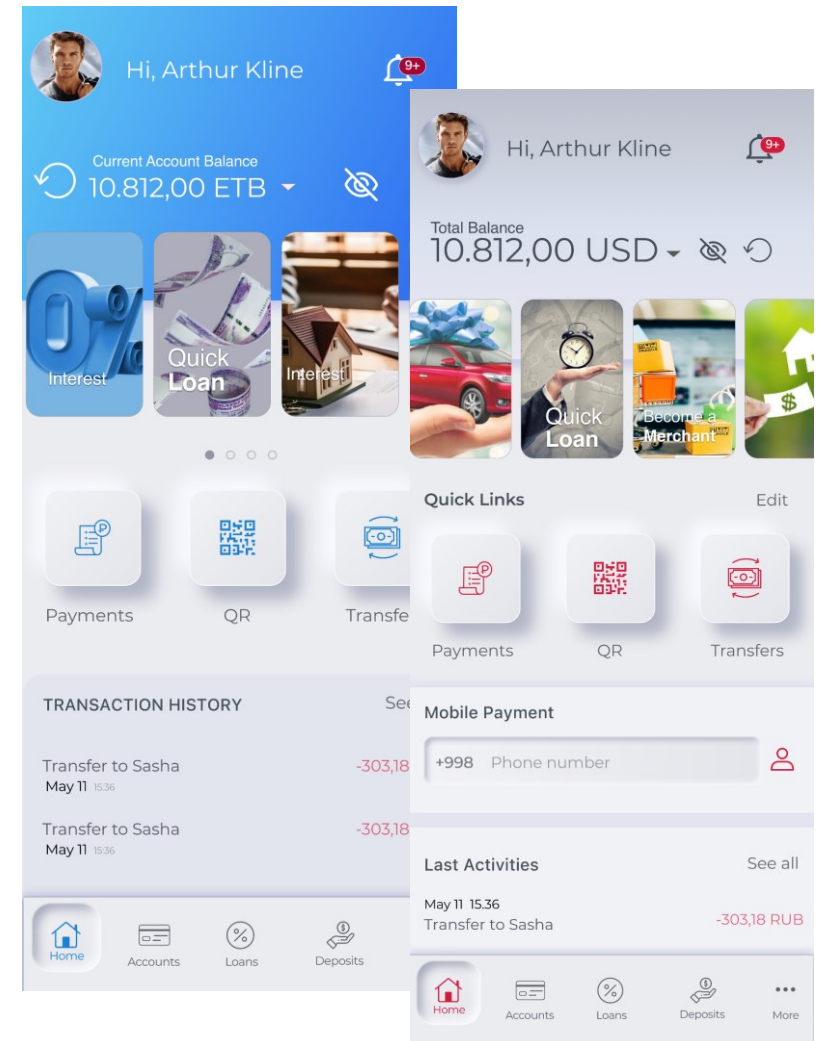 Hi, Arthur Kline
9+
Current Account Balance
10.812,00 ETB
Interest
Quick
Loan
Interest
Payments
QR
Transfe
TRANSACTION HISTORY
See
Transfer to Sasha
-303,18
May 11 15:36
Transfer to Sasha
-303,18
May 11 15:36
Home
Accounts
Loans
Deposits
Hi, Arthur Kline
9+
Total Balance
10.812,00 USD
Quick
Loan
Become a
Merchant
Quick Links
Edit
Payments
QR
Transfers
Mobile Payment
+998 Phone number
Last Activities
See all
May 11 15.36
Transfer to Sasha
-303,18 RUB
Home
Accounts
Loans
Deposits
More